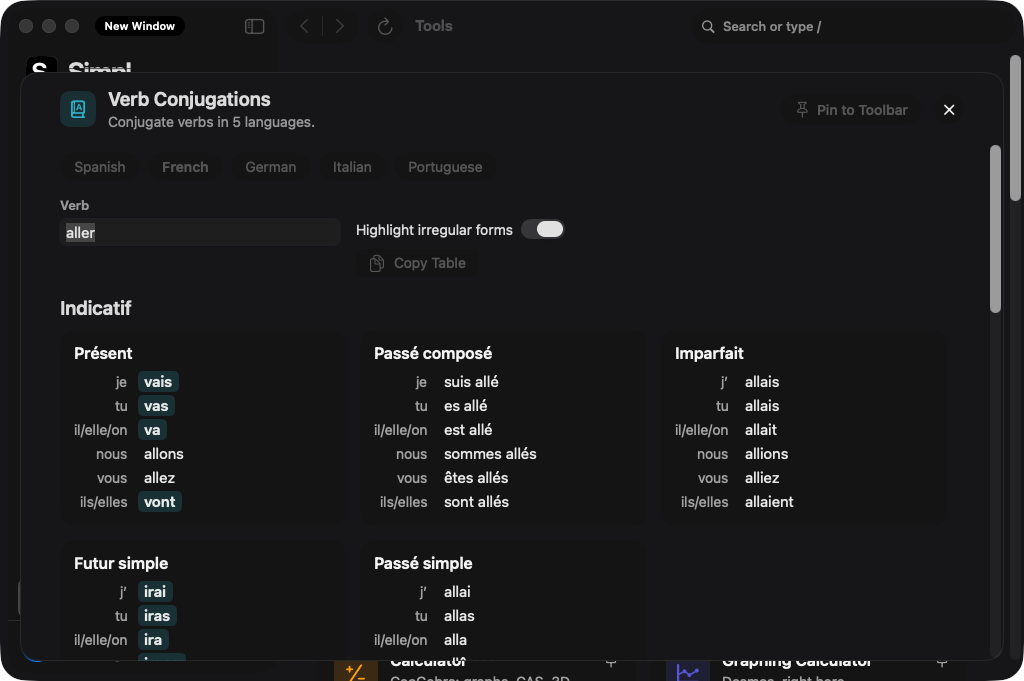 New Window
Tools
Search or type /
Verb Conjugations
Conjugate verbs in 5 languages.
Pin to Toolbar
Spanish French German Italian Portuguese
Verb
aller
Highlight irregular forms
Copy Table
Indicatif
Présent
je vais
tu vas
il/elle/on va
nous allons
vous allez
ils/elles vont
Passé composé
je suis allé
tu es allé
il/elle/on est allé
nous sommes allés
vous êtes allés
ils/elles sont allés
Imparfait
j’ allais
tu allais
il/elle/on allait
nous allions
vous alliez
ils/elles allaient
Futur simple
j’ irai
tu iras
il/elle/on ira
Passé simple
j’ allai
tu allas
il/elle/on alla
Calculator
Graphing Calculator